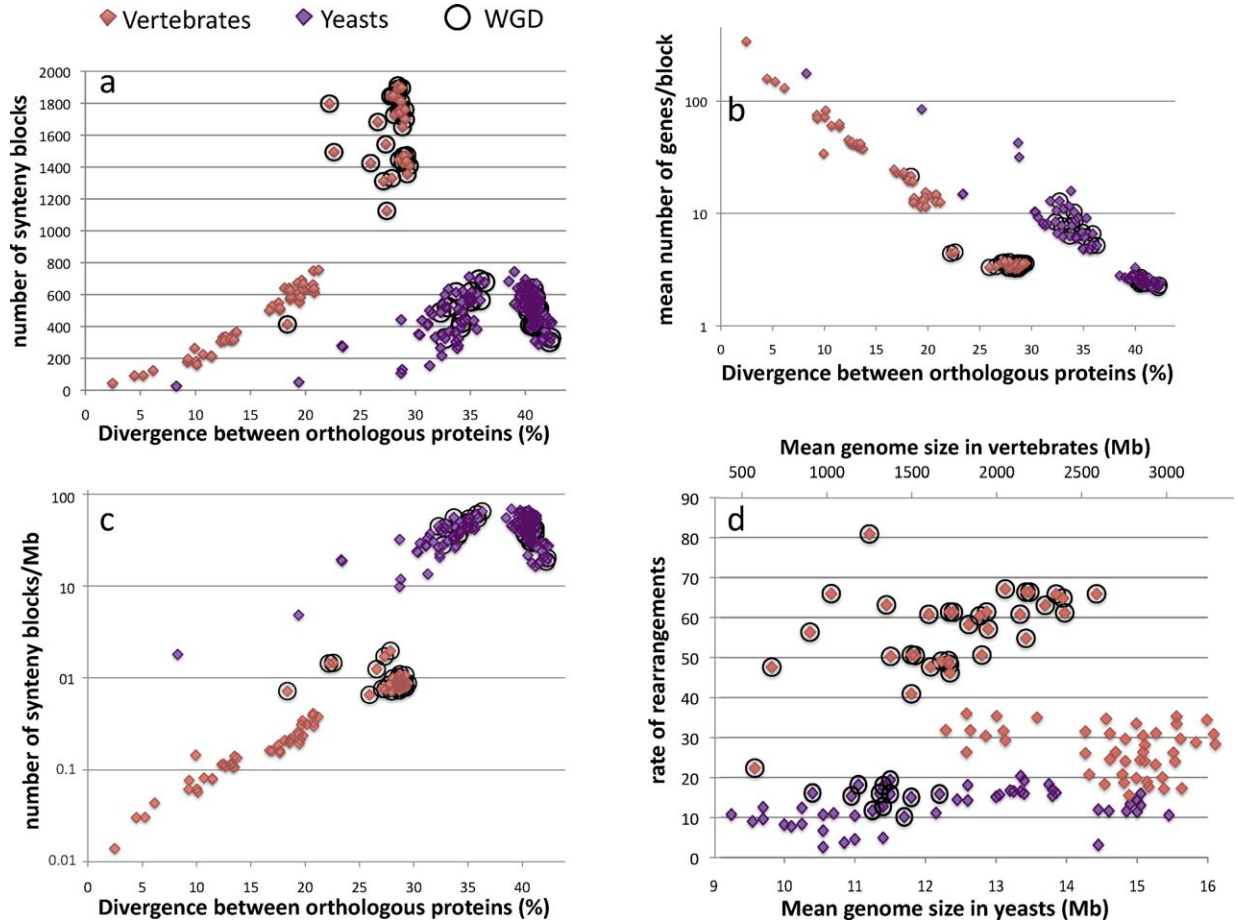 Vertebrates Yeasts WGD
a
number of synteny blocks
2000
1800
1600
1400
1200
1000
800
600
400
200
0
0 5 10 15 20 25 30 35 40
Divergence between orthologous proteins (%)
b
mean number of genes/block
100
10
1
0 5 10 15 20 25 30 35 40
Divergence between orthologous proteins (%)
c
number of synteny blocks/Mb
100
10
01
0.1
0.01
0 5 10 15 20 25 30 35 40
Divergence between orthologous proteins (%)
Mean genome size in vertebrates (Mb)
500 1000 1500 2000 2500 3000
d
rate of rearrangements
90
80
70
60
50
40
30
20
10
0
9 10 11 12 13 14 15 16
Mean genome size in yeasts (Mb)